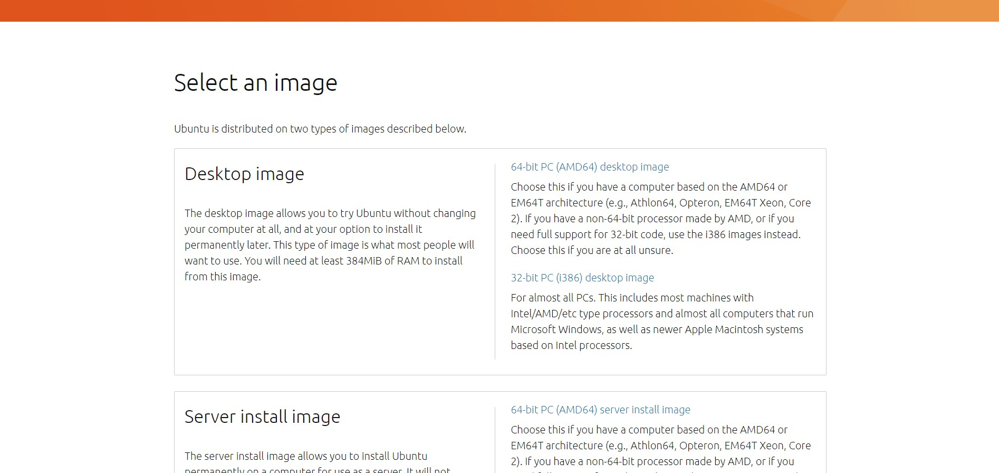 Select an image
Ubuntu is distributed on two types of images described below.
Desktop image
The desktop image allows you to try Ubuntu without changing
your computer at all, and at your option to install it
permanently later. This type of image is what most people will
want to use. You will need at least 384MiB of RAM to install
from this image.
64-bit PC (AMD64) desktop image
Choose this if you have a computer based on the AMD64 or
EM64T architecture (e.g., Athlon64, Opteron, EM64T Xeon, Core
2). If you have a non-64-bit processor made by AMD, or if you
need full support for 32-bit code, use the i386 images instead.
Choose this if you are at all unsure.
32-bit PC (i386) desktop image
For almost all PCs. This includes most machines with
Intel/AMD/etc type processors and almost all computers that run
Microsoft Windows, as well as newer Apple Macintosh systems
based on Intel processors.
Server install image
The server install image allows you to install Ubuntu
permanently on a computer for use as a server. It will not
64-bit PC (AMD64) server install image
Choose this if you have a computer based on the AMD64 or
EM64T architecture (e.g., Athlon64, Opteron, EM64T Xeon, Core
2). If you have a non-64-bit processor made by AMD, or if you